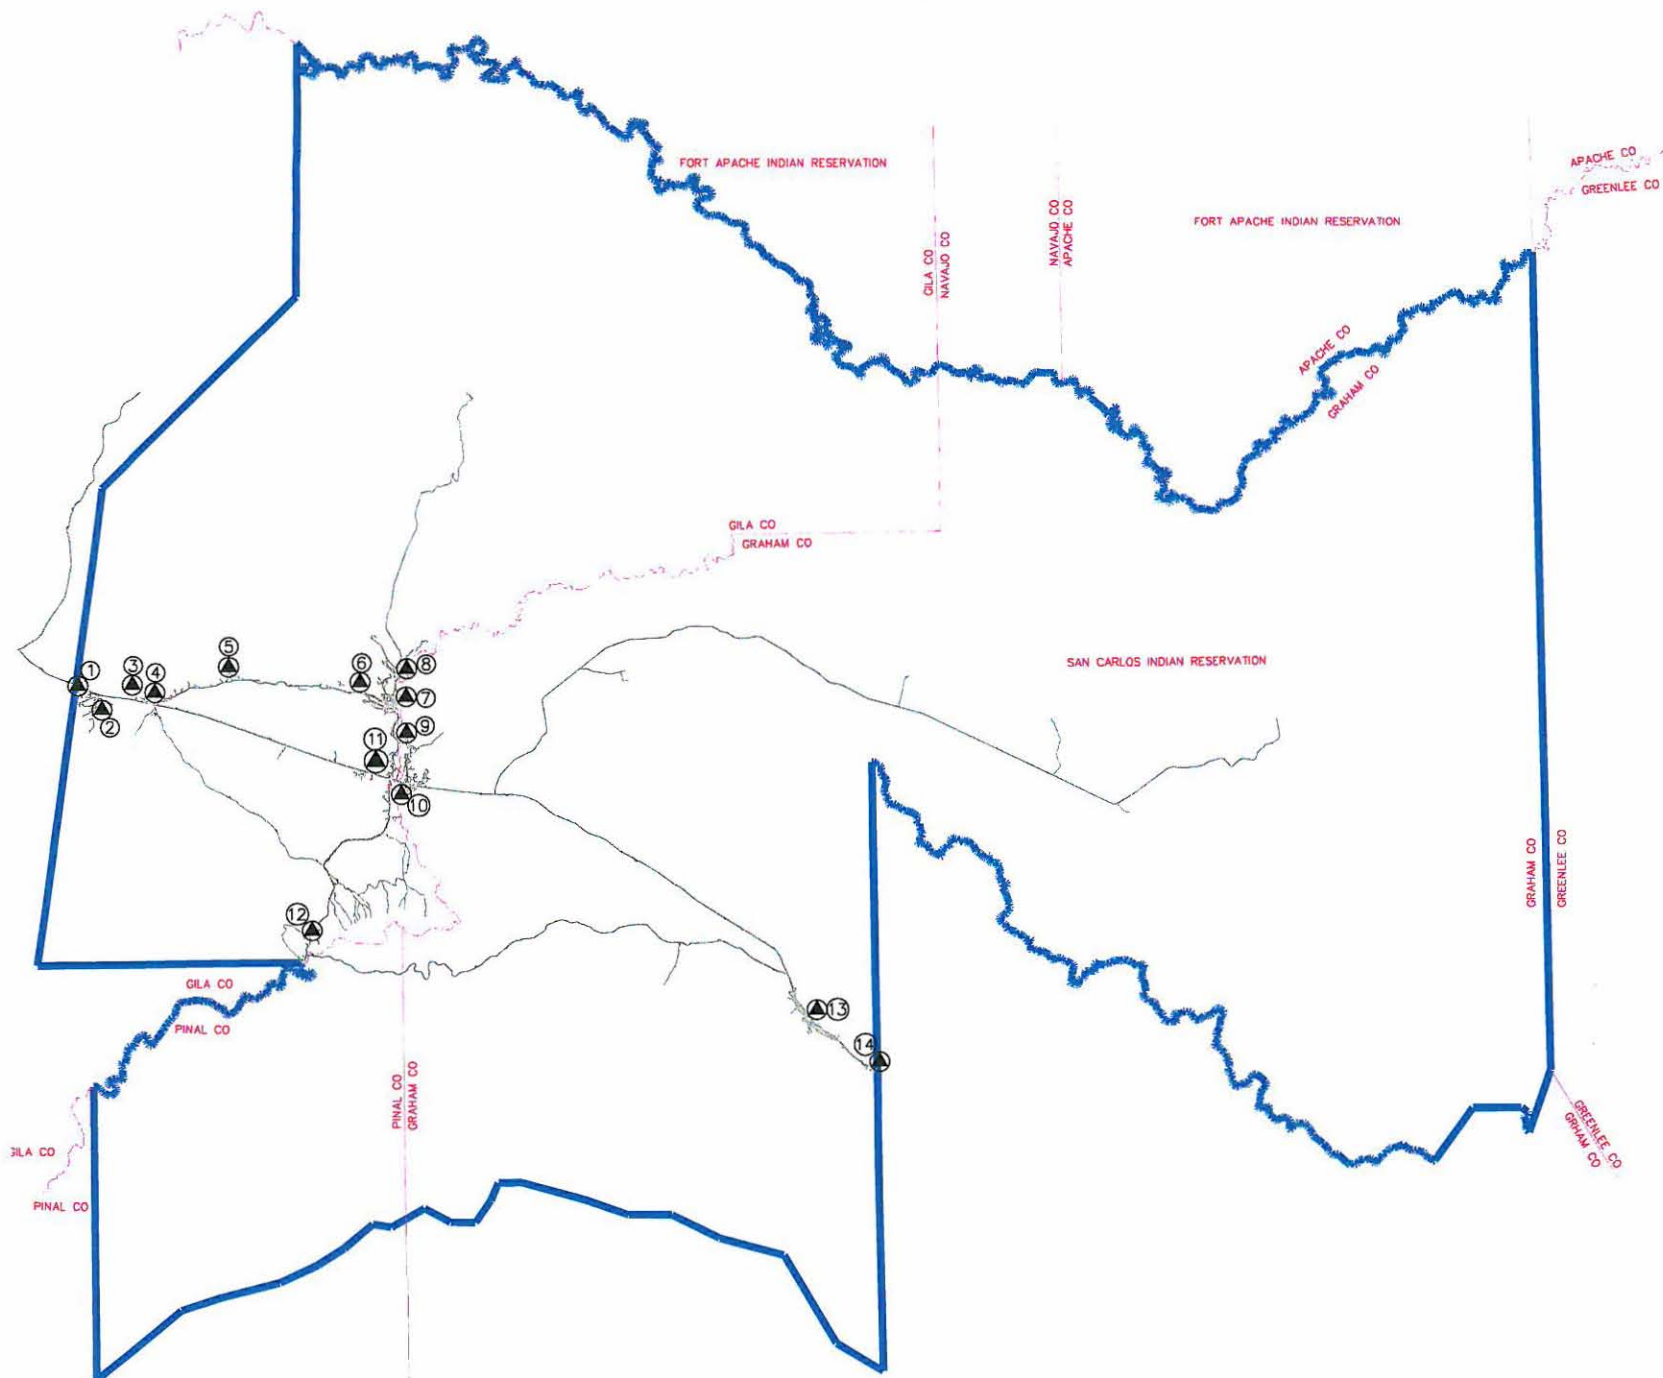 FORT APACHE INDIAN RESERVATION
APACHE CO
GREENLEE CO
FORT APACHE INDIAN RESERVATION
GILA CO
NAVAJO CO
NAVAJO CO
APACHE CO
APACHE CO
GRAHAM CO
GILA CO
GRAHAM CO
SAN CARLOS INDIAN RESERVATION
1
2
3
4
5
6
8
7
9
11
10
12
13
14
GRAHAM CO
GREENLEE CO
GILA CO
PINAL CO
PINAL CO
GRAHAM CO
GILA CO
PINAL CO
GREENLEE CO
GRHAM CO